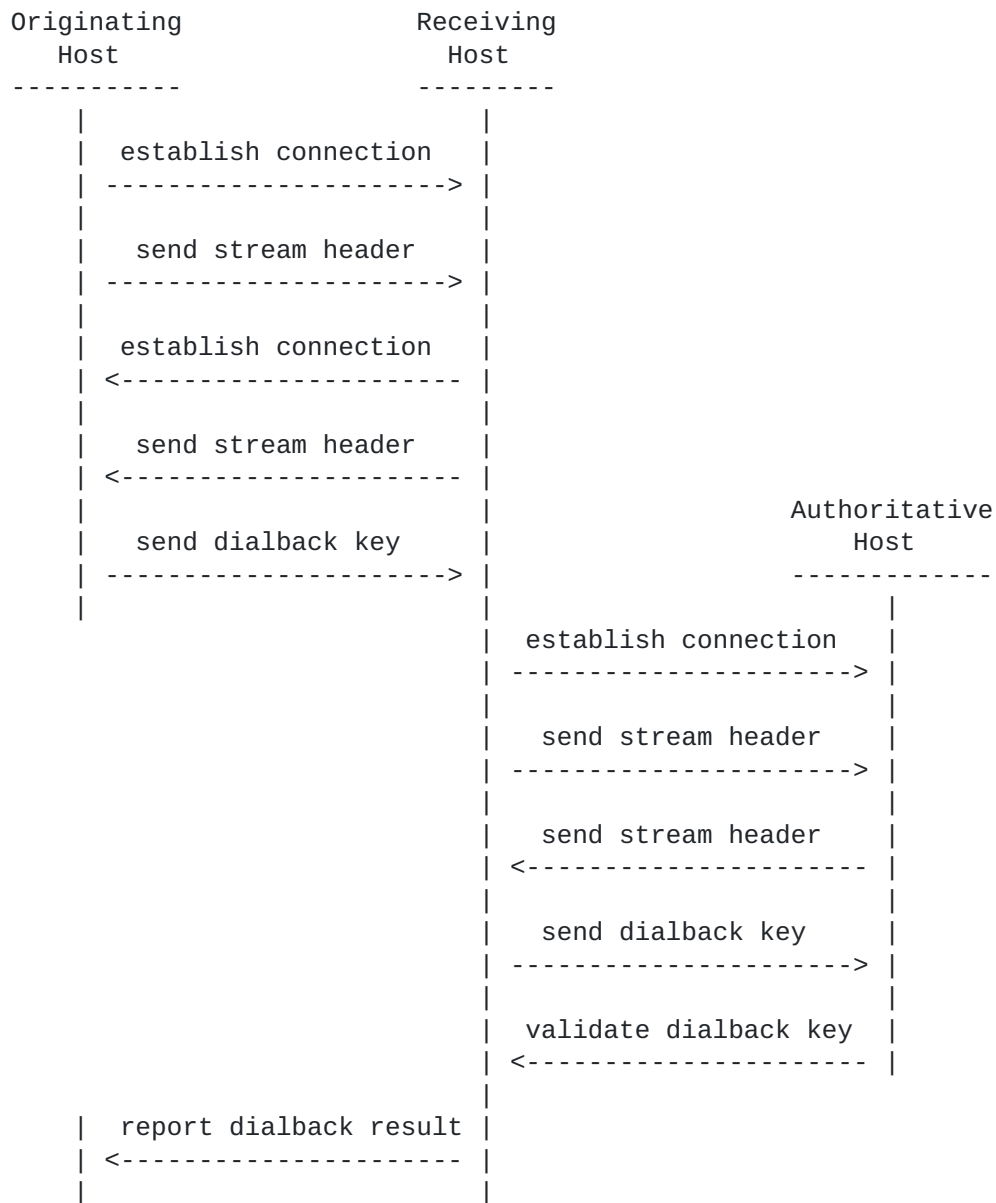 Originating Receiving
Host Host
----------- ---------
| |
| establish connection |
| ----------------------> |
| |
| send stream header |
| ----------------------> |
| |
| establish connection |
| <---------------------- |
| |
| send stream header |
| <---------------------- |
| | Authoritative
| send dialback key | Host
| ----------------------> | -------------
| | |
| establish connection |
| ----------------------> |
| |
| send stream header |
| ----------------------> |
| |
| send stream header |
| <---------------------- |
| |
| send dialback key |
| ----------------------> |
| |
| validate dialback key |
| <---------------------- |
|
| report dialback result |
| <---------------------- |
| |